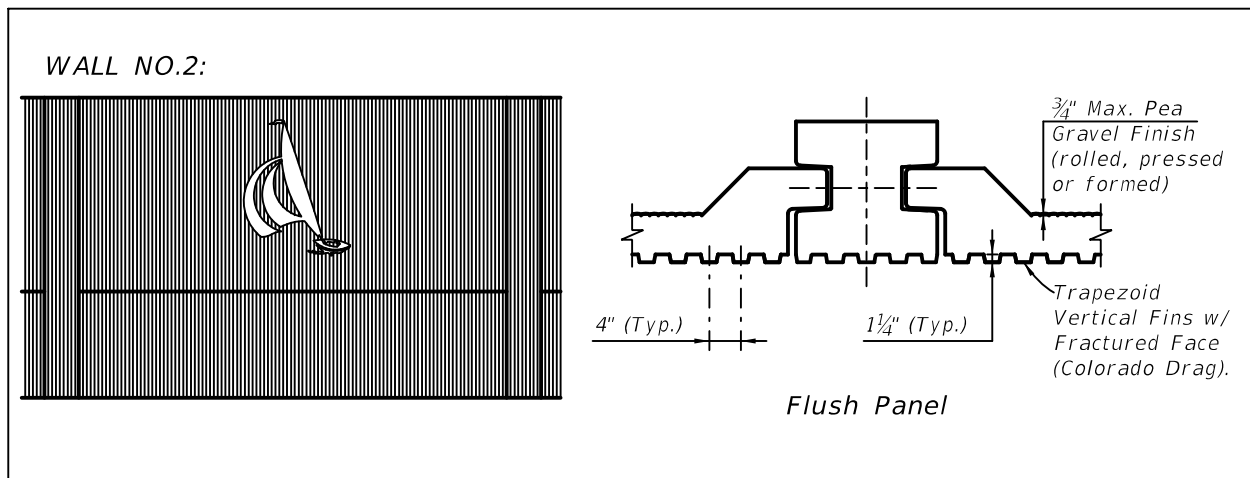 WALL NO.2:
¾" Max. Pea
Gravel Finish
(rolled, pressed
or formed)
4" (Typ.)
1¼" (Typ.)
Trapezoid
Vertical Fins w/
Fractured Face
(Colorado Drag).
Flush Panel